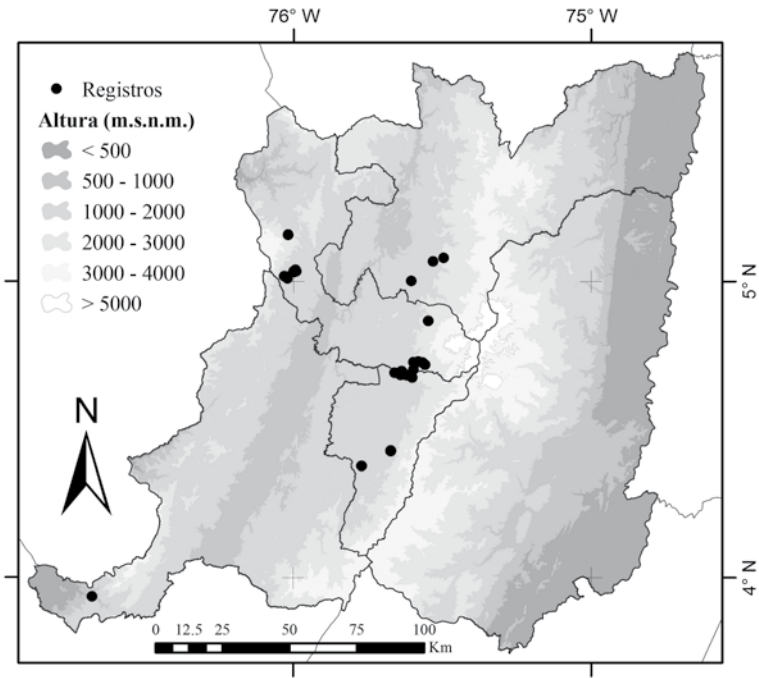 76° W
75° W
Registros
Altura (m.s.n.m.)
< 500
500 - 1000
1000 - 2000
2000 - 3000
3000 - 4000
> 5000
5° N
N
4° N
0 12.5 25 50 75 100
Km